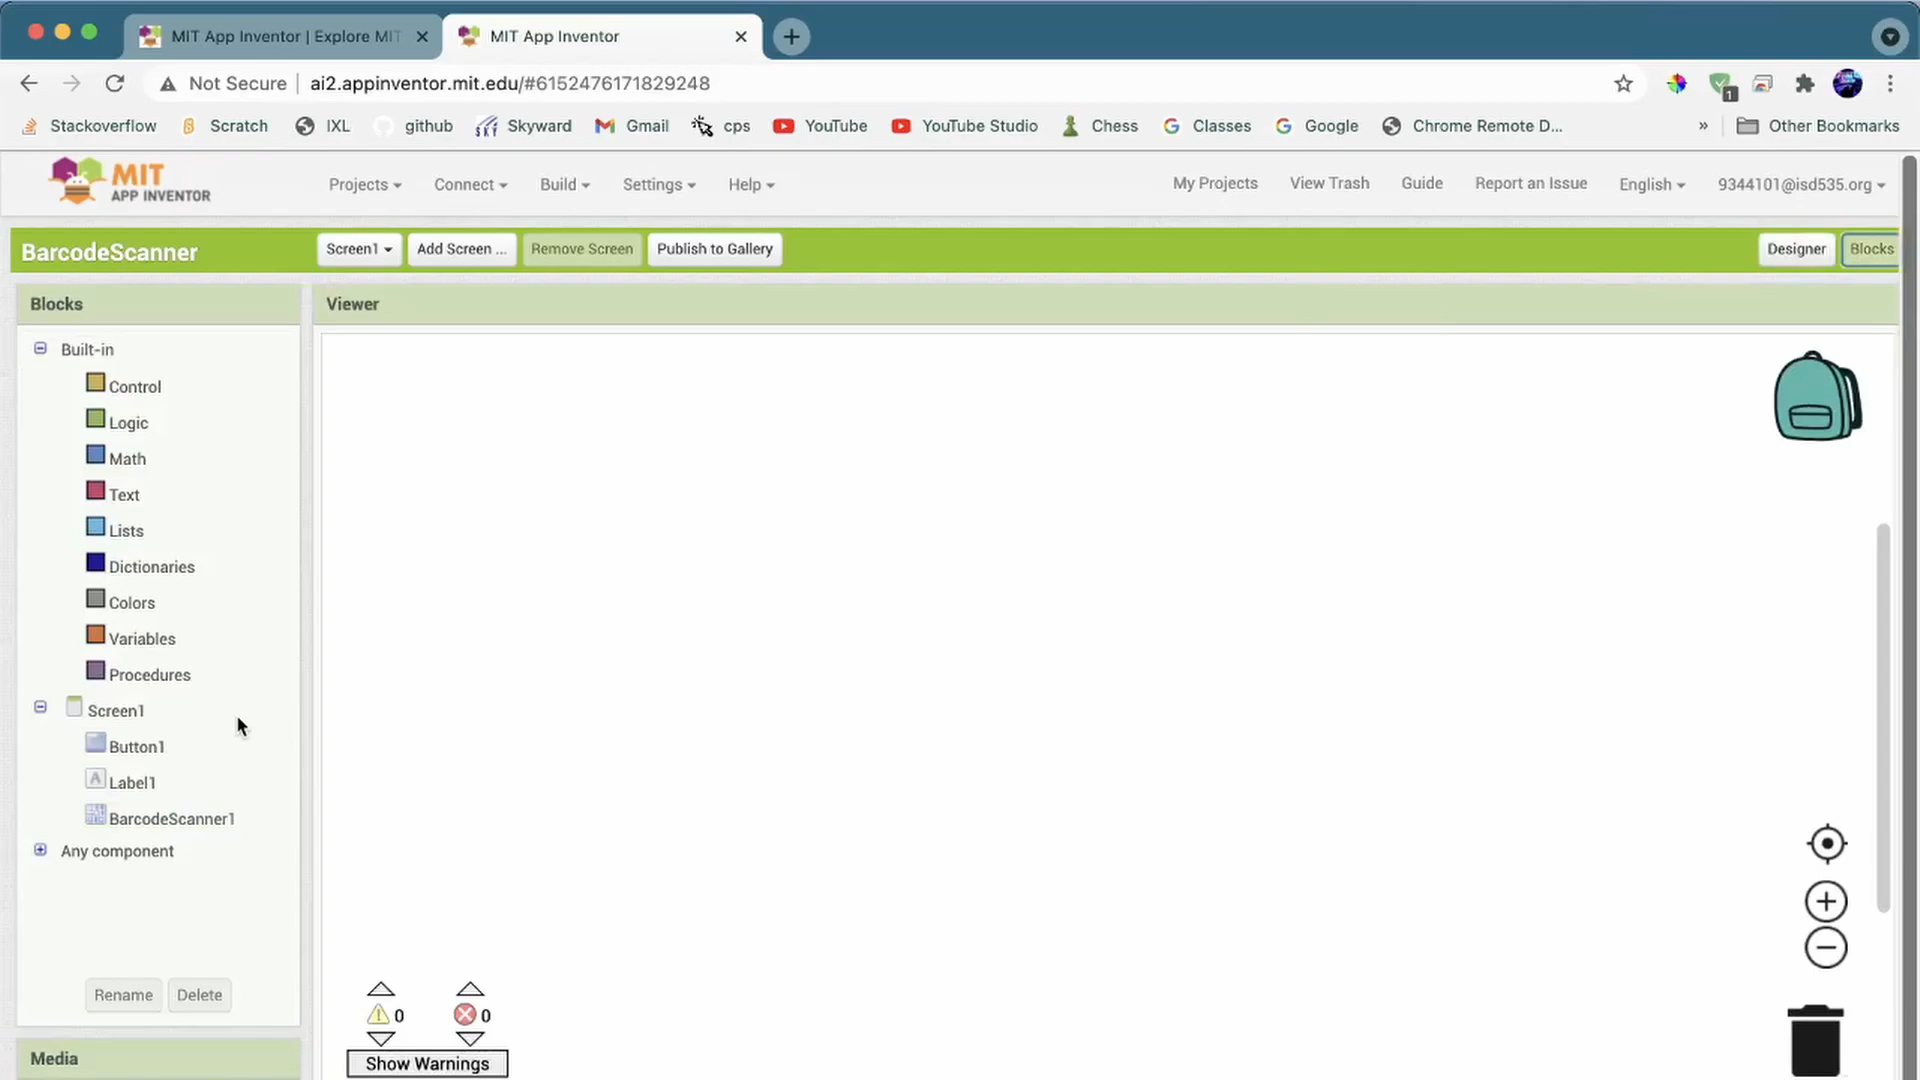 MIT App Inventor | Explore MIT
MIT App Inventor
Not Secure
ai2.appinventor.mit.edu/#6152476171829248
1
Stackoverflow
Scratch
IXL
github
Skyward
Gmail
cps
YouTube
YouTube Studio
Chess
Classes
Google
Chrome Remote D...
»
Other Bookmarks
MIT
APP INVENTOR
Projects
Connect
Build
Settings
Help
My Projects
View Trash
Guide
Report an Issue
English
9344101@isd535.org
BarcodeScanner
Screen1
Add Screen ...
Remove Screen
Publish to Gallery
Designer
Blocks
Blocks
Viewer
Built-in
Control
Logic
Math
Text
Lists
Dictionaries
Colors
Variables
Procedures
Screen1
Button1
A
Label1
BarcodeScanner1
Any component
Rename
Delete
0
0
Show Warnings
Media